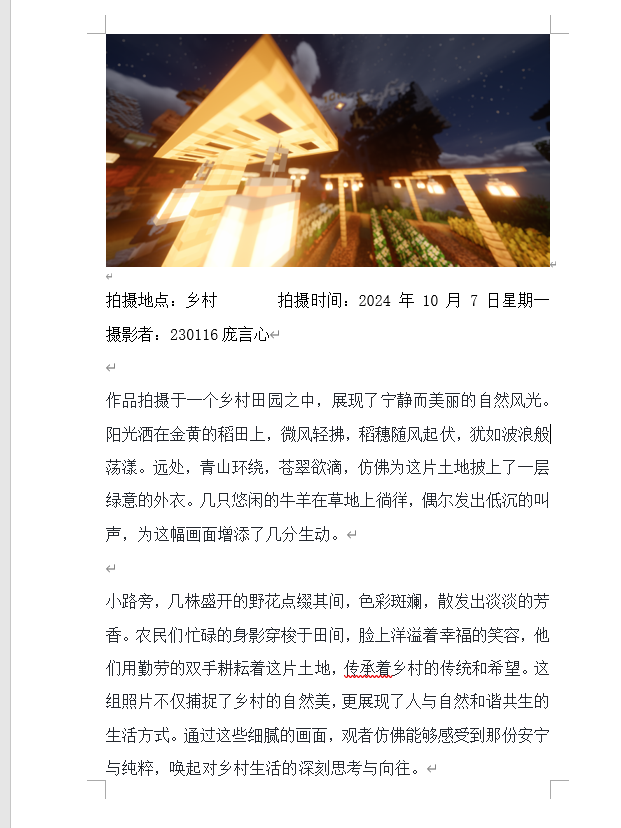 拍摄地点：乡村 拍摄时间：2024 年 10 月 7 日星期一
摄影者：230116 庞言心
作品拍摄于一个乡村田园之中，展现了宁静而美丽的自然风光。
阳光洒在金黄的稻田上，微风轻拂，稻穗随风起伏，犹如波浪般
荡漾。远处，青山环绕，苍翠欲滴，仿佛为这片土地披上了一层
绿意的外衣。几只悠闲的牛羊在草地上徜徉，偶尔发出低沉的叫
声，为这幅画面增添了几分生动。
小路旁，几株盛开的野花点缀其间，色彩斑斓，散发出淡淡的芳
香。农民们忙碌的身影穿梭于田间，脸上洋溢着幸福的笑容，他
们用勤劳的双手耕耘着这片土地，传承着乡村的传统和希望。这
组照片不仅捕捉了乡村的自然美，更展现了人与自然和谐共生的
生活方式。通过这些细腻的画面，观者仿佛能够感受到那份安宁
与纯粹，唤起对乡村生活的深刻思考与向往。